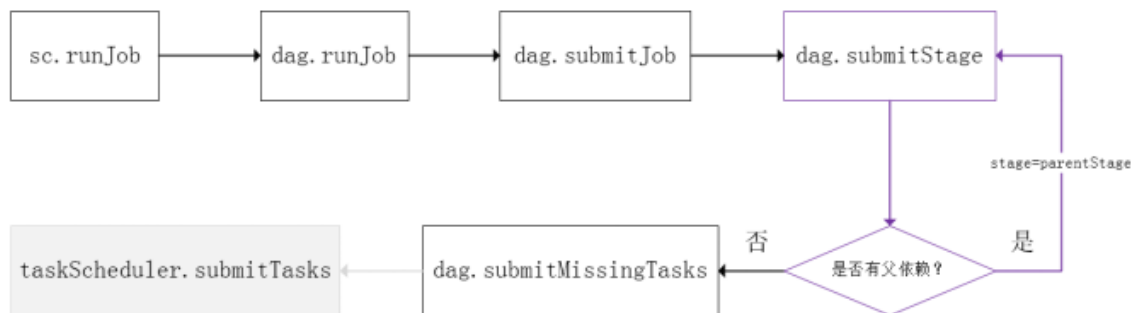 sc.runJob
dag.runJob
dag.submitJob
dag.submitStage
stage=parentStage
taskScheduler.submitTasks
dag.submitMissingTasks
否
是否有父依赖？
是